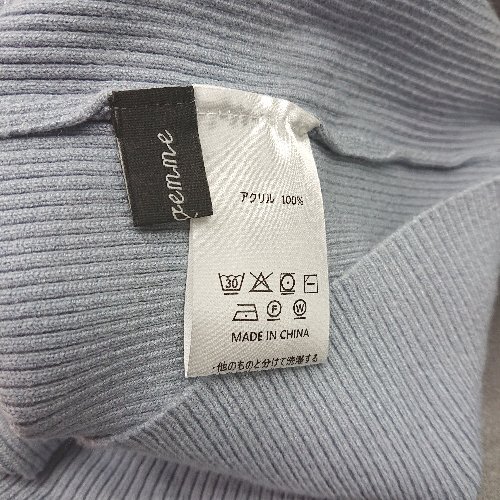 gemme
アクリル 100%
30
F W
MADE IN CHINA
・他のものと分けて洗濯する